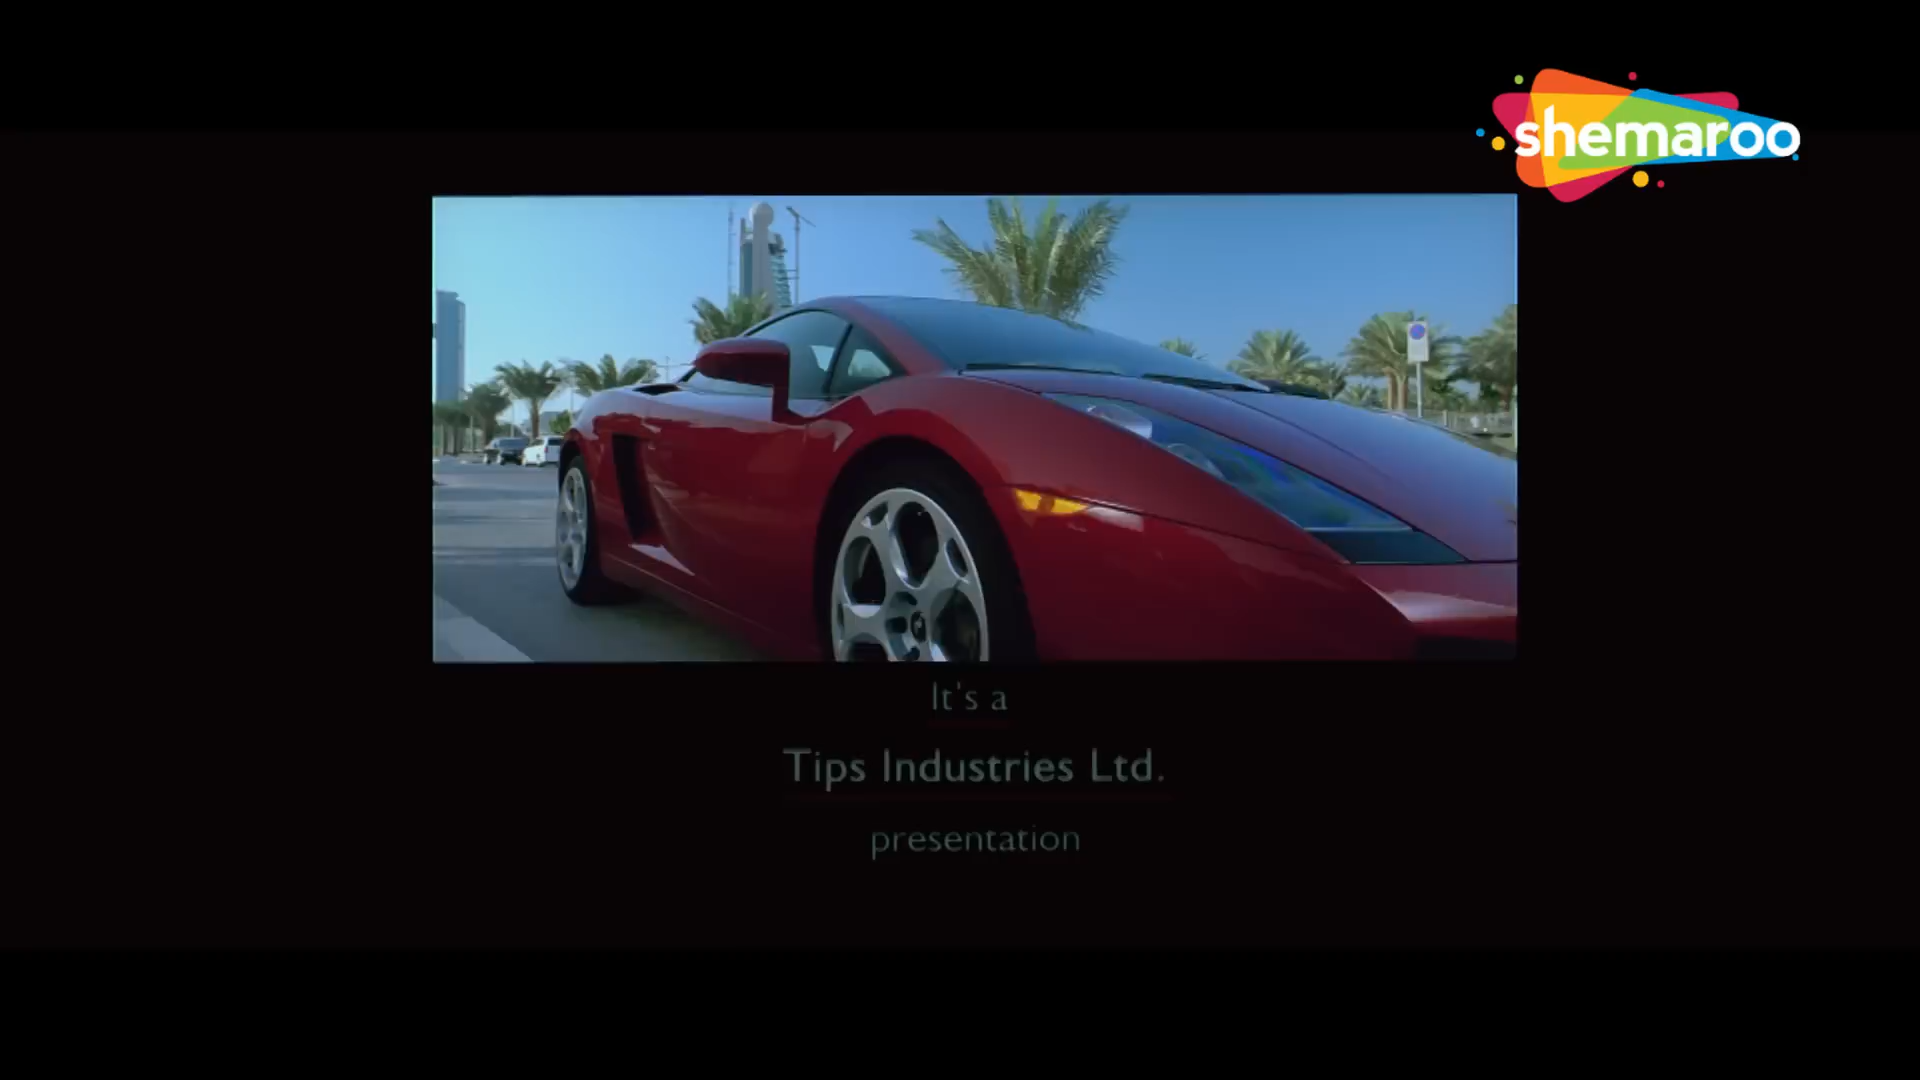 shemaroo
It's a
Tips Industries Ltd.
presentation